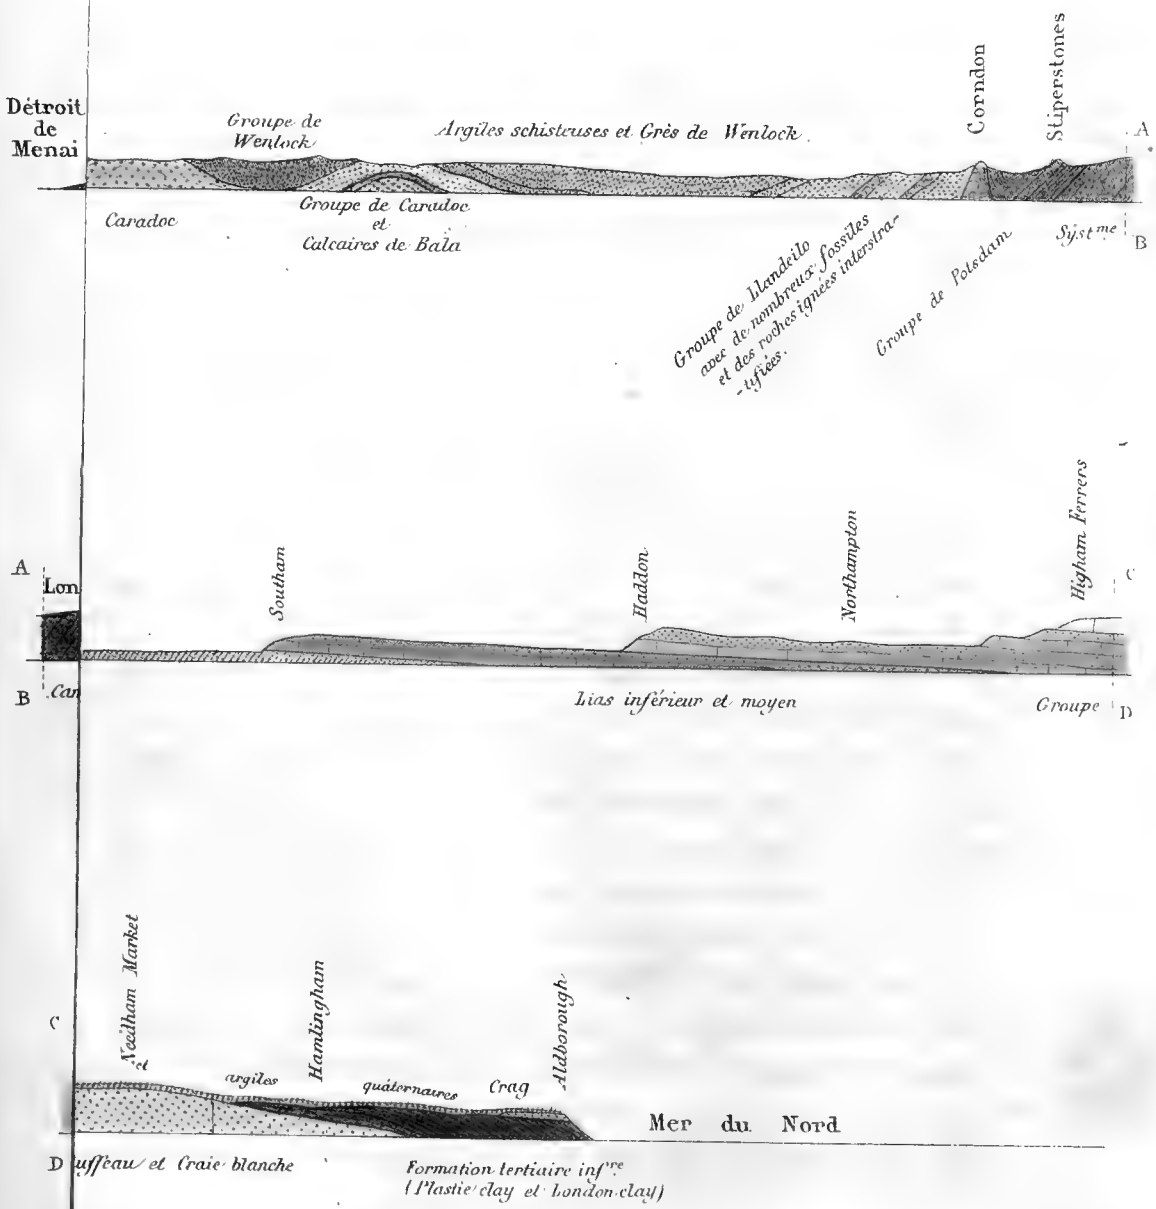 Détroit
de
Menai
Groupe de
Wenlock
Argiles schisteuses et Grès de Wenlock
Corndon
Stiperstones
A
Caradoc
Groupe de Caradoc
et
Calcaires de Bala
Groupe de Llandeilo
avec de nombreux fossiles
et des roches ignées interstra-
-tifiées.
Groupe de Potsdam
Syst.me
B
A
Lon
Southam
Haddon
Northampton
Higham Ferrers
C
B
Cam
Lias inférieur et moyen
Groupe
D
C
Needham Market
et
argiles
Hamlingham
quaternaires
Crag
Aldborough
Mer du Nord
D
uffeau et Craie blanche
Formation tertiaire inf.re
(Plastic clay et London-clay)